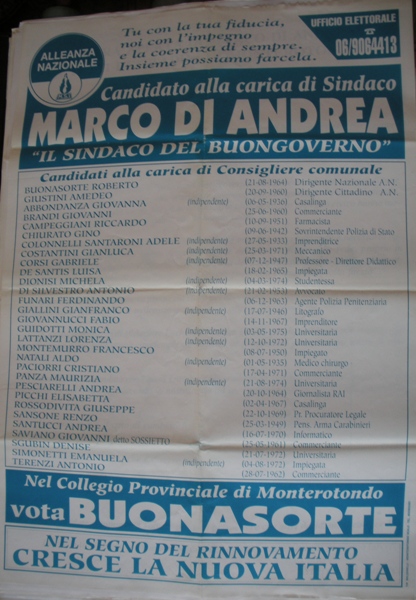 ALLEANZA
NAZIONALE
Tu con la tua fiducia,
noi con l'impegno
e la coerenza di sempre.
Insieme possiamo farcela.
UFFICIO ELETTORALE
06/9064413
Candidato alla carica di Sindaco
MARCO DI ANDREA
"IL SINDACO DEL BUONGOVERNO"
Candidati alla carica di Consigliere comunale
BUONASORTE ROBERTO (21-08-1964) Dirigente Nazionale A.N.
GIUSTINI AMEDEO (20-09-1960) Dirigente Cittadino - A.N.
ABBONDANZA GIOVANNA (indipendente) (06-05-1936) Casalinga
BRANDI GIOVANNI (25-06-1960) Commerciante
CAMPEGGIANI RICCARDO (10-09-1951) Farmacista
CHIURATO GINO (09-06-1942) Sovrintendente Polizia di Stato
COLONNELLI SANTARONI ADELE (indipendente) (27-05-1933) Imprenditrice
COSTANTINI GIANLUCA (indipendente) (25-03-1971) Meccanico
CORSI GABRIELE (indipendente) (07-12-1947) Professore - Direttore Didattico
DE SANTIS LUISA (18-02-1965) Impiegata
DIONISI MICHELA (indipendente) (04-03-1974) Studentessa
DI SILVESTRO ANTONIO (indipendente) Avvocato
FUNARI FERDINANDO (06-12-1963) Agente Polizia Penitenziaria
GIALLINI GIANFRANCO (indipendente) (17-07-1946) Litografo
GIOVANNUCCI FABIO (14-11-1967) Imprenditore
GUIDOTTI MONICA (indipendente) (03-05-1975) Universitaria
LATTANZI LORENZA (indipendente) (12-10-1972) Universitaria
MONTEMURRO FRANCESCO (08-07-1950) Impiegato
NATALI ALDO (indipendente) (01-05-1935) Medico chirurgo
PACIORRI CRISTIANO (17-04-1971) Commerciante
PANZA MAURIZIA (indipendente) (21-08-1974) Universitaria
PESCIARELLI ANDREA (20-10-1964) Giornalista RAI
PICCHI ELISABETTA (02-04-1967) Casalinga
ROSSODIVITA GIUSEPPE (22-10-1969) Pr. Procuratore Legale
SANSONE RENZO (25-03-1949) Pens. Arma Carabinieri
SANTUCCI ANDREA (16-07-1970) Informatico
SAVIANO GIOVANNI detto SOSSIETTO (25-05-1961) Commerciante
SGUBIN DENISE (21-07-1972) Universitaria
SIMONETTI EMANUELA (indipendente) (04-08-1972) Impiegata
TERENZI ANTONIO (28-07-1962) Commerciante
Nel Collegio Provinciale di Monterotondo
vota BUONASORTE
NEL SEGNO DEL RINNOVAMENTO
CRESCE LA NUOVA ITALIA